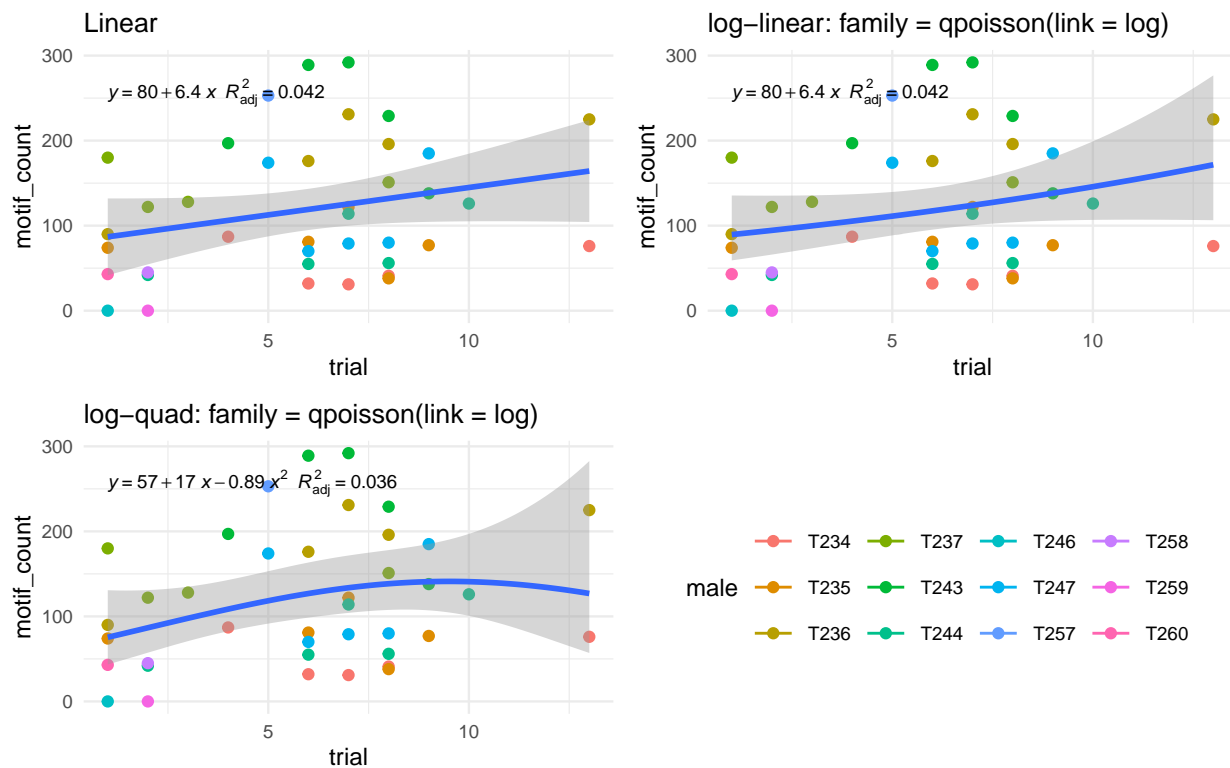 Linear
300
200
100
0
motif_count
y = 80 + 6.4 x R²adj = 0.042
5
10
trial
log−linear: family = qpoisson(link = log)
300
200
100
0
motif_count
y = 80 + 6.4 x R²adj = 0.042
5
10
trial
log−quad: family = qpoisson(link = log)
300
200
100
0
motif_count
y = 57 + 17 x − 0.89 x² R²adj = 0.036
5
10
trial
male
T234 T237 T246 T258
T235 T243 T247 T259
T236 T244 T257 T260